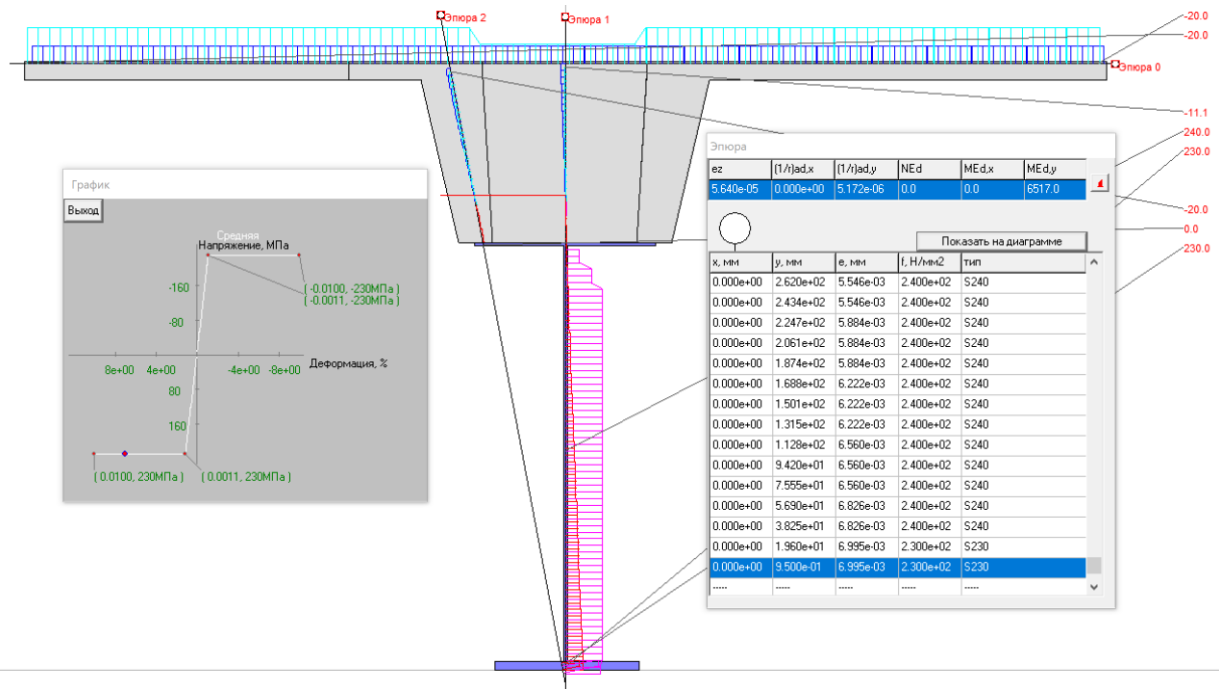 Эпюра 2
Эпюра 1
-20.0
-20.0
Эпюра 0
-11.1
240.0
230.0
-20.0
0.0
230.0
График
Выход
Средняя
Напряжение, МПа
-160
-80
(-0.0100, -230МПа)
(-0.0011, -230МПа)
Деформация, %
8e+00 4e+00 -4e+00 -8e+00
80
160
(0.0100, 230МПа) (0.0011, 230МПа)
Эпюра
ez (1/r)ad,x (1/r)ad,y NEd MEd,x MEd,y
5.640e-05 0.000e+00 5.172e-06 0.0 0.0 6517.0
Показать на диаграмме
x, мм y, мм e, мм f, Н/мм2 тип
0.000e+00 2.620e+02 5.546e-03 2.400e+02 S240
0.000e+00 2.434e+02 5.546e-03 2.400e+02 S240
0.000e+00 2.247e+02 5.884e-03 2.400e+02 S240
0.000e+00 2.061e+02 5.884e-03 2.400e+02 S240
0.000e+00 1.874e+02 5.884e-03 2.400e+02 S240
0.000e+00 1.688e+02 6.222e-03 2.400e+02 S240
0.000e+00 1.501e+02 6.222e-03 2.400e+02 S240
0.000e+00 1.315e+02 6.222e-03 2.400e+02 S240
0.000e+00 1.128e+02 6.560e-03 2.400e+02 S240
0.000e+00 9.420e+01 6.560e-03 2.400e+02 S240
0.000e+00 7.555e+01 6.560e-03 2.400e+02 S240
0.000e+00 5.690e+01 6.826e-03 2.400e+02 S240
0.000e+00 3.825e+01 6.826e-03 2.400e+02 S240
0.000e+00 1.960e+01 6.995e-03 2.300e+02 S230
0.000e+00 9.500e-01 6.995e-03 2.300e+02 S230
----- ----- ----- ----- -----